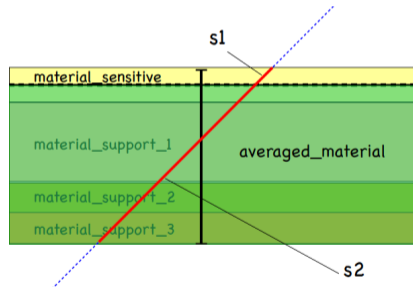 s1
material_sensitive
material_support_1
averaged_material
material_support_2
material_support_3
s2